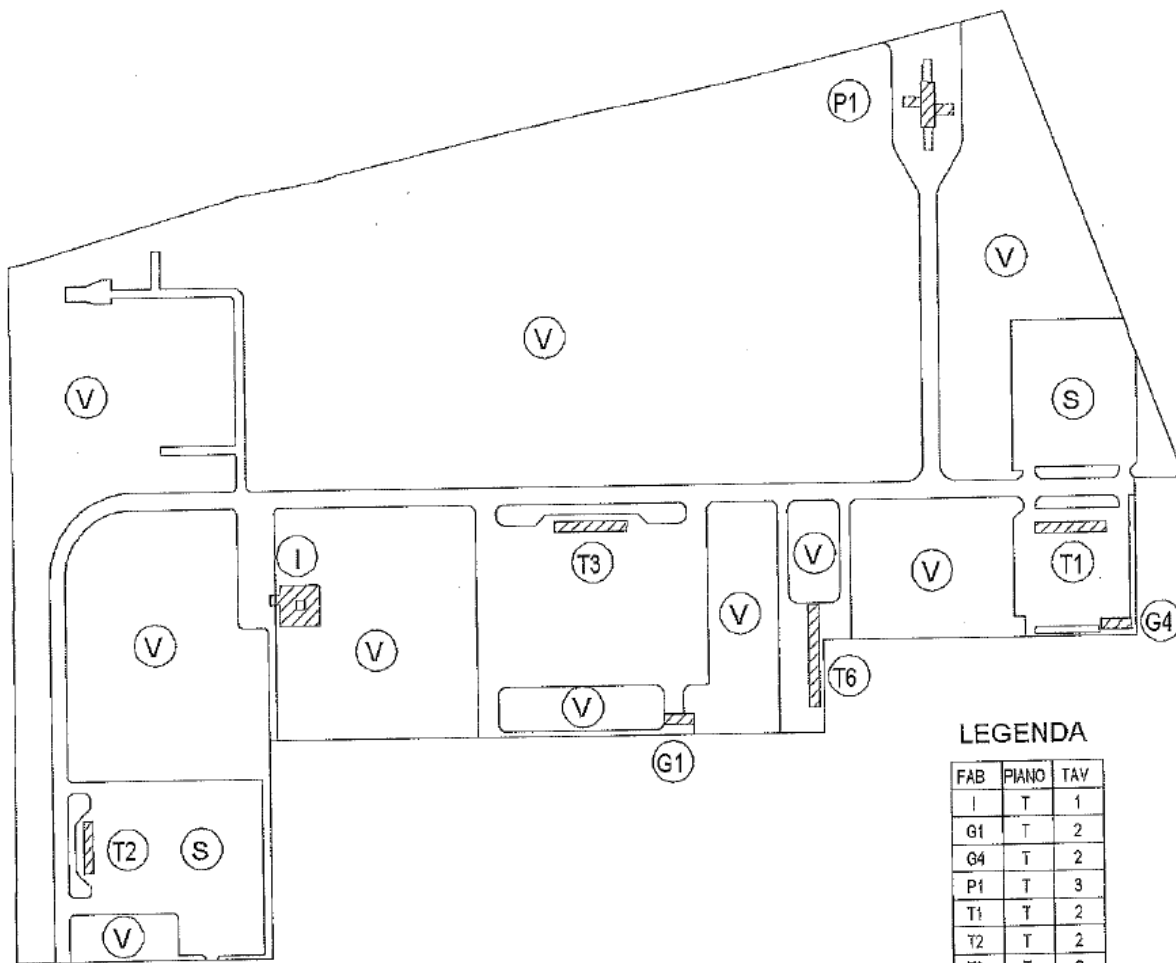 P1
V
V
V
S
I
T3
V
V
T1
V
V
V
T6
G4
V
G1
T2
S
V
LEGENDA
FAB PIANO TAV
I T 1
G1 T 2
G4 T 2
P1 T 3
T1 T 2
T2 T 2